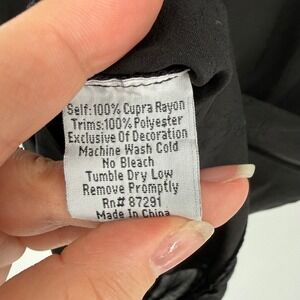 Self:100% Cupra Rayon
Trims:100% Polyester
Exclusive Of Decoration
Machine Wash Cold
No Bleach
Tumble Dry Low
Remove Promptly
Rn# 87291
Made In China